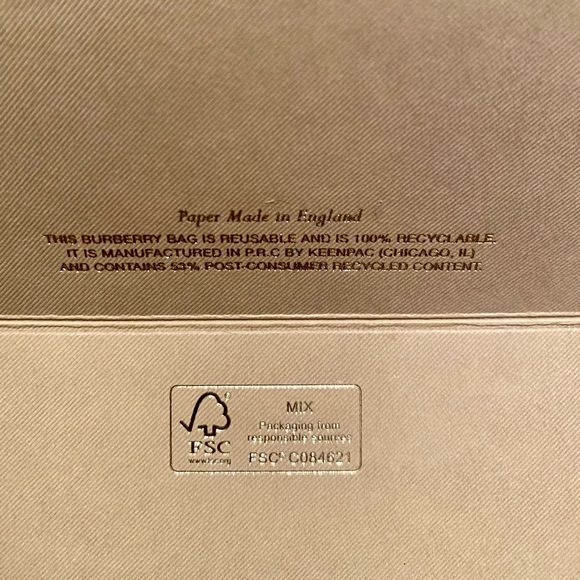 Paper Made in England
THIS BURBERRY BAG IS REUSABLE AND IS 100% RECYCLABLE.
IT IS MANUFACTURED IN P.R.C BY KEENPAC (CHICAGO, IL)
AND CONTAINS 53% POST-CONSUMER RECYCLED CONTENT.
FSC
www.fsc.org
MIX
Packaging from
responsible sources
FSC® C084621